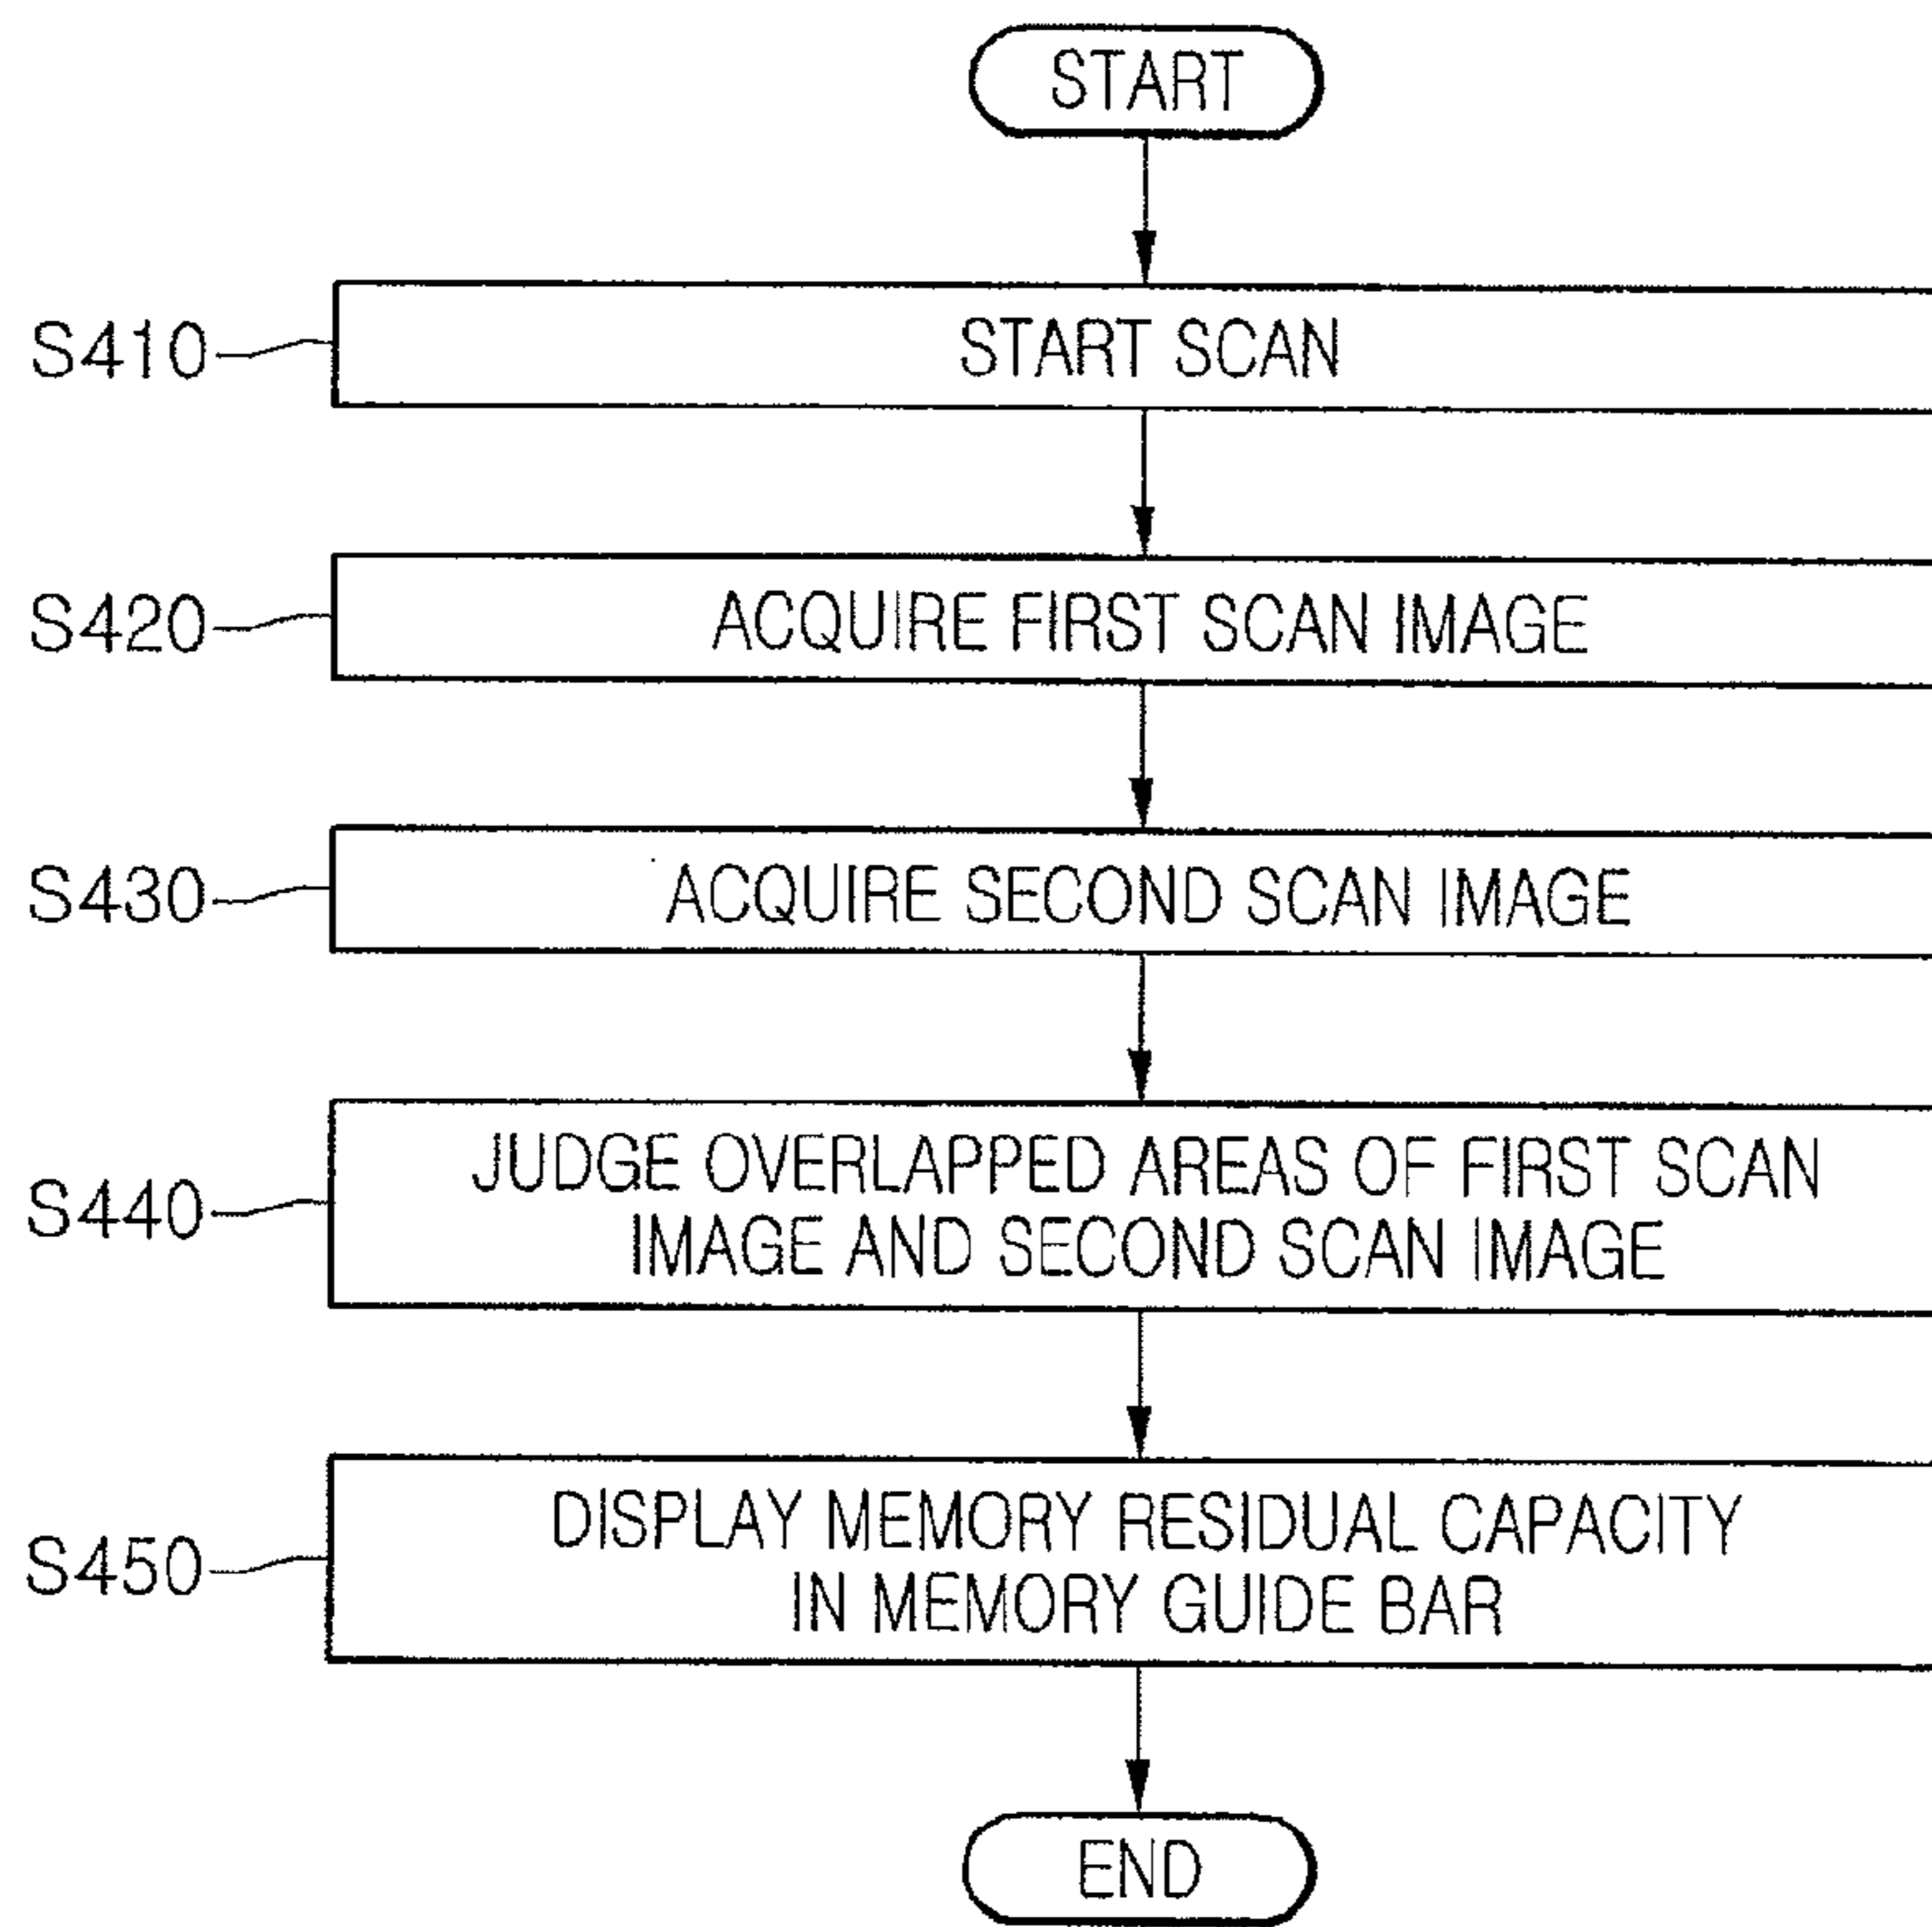 START
S410
START SCAN
S420
ACQUIRE FIRST SCAN IMAGE
S430
ACQUIRE SECOND SCAN IMAGE
S440
JUDGE OVERLAPPED AREAS OF FIRST SCAN
IMAGE AND SECOND SCAN IMAGE
S450
DISPLAY MEMORY RESIDUAL CAPACITY
IN MEMORY GUIDE BAR
END